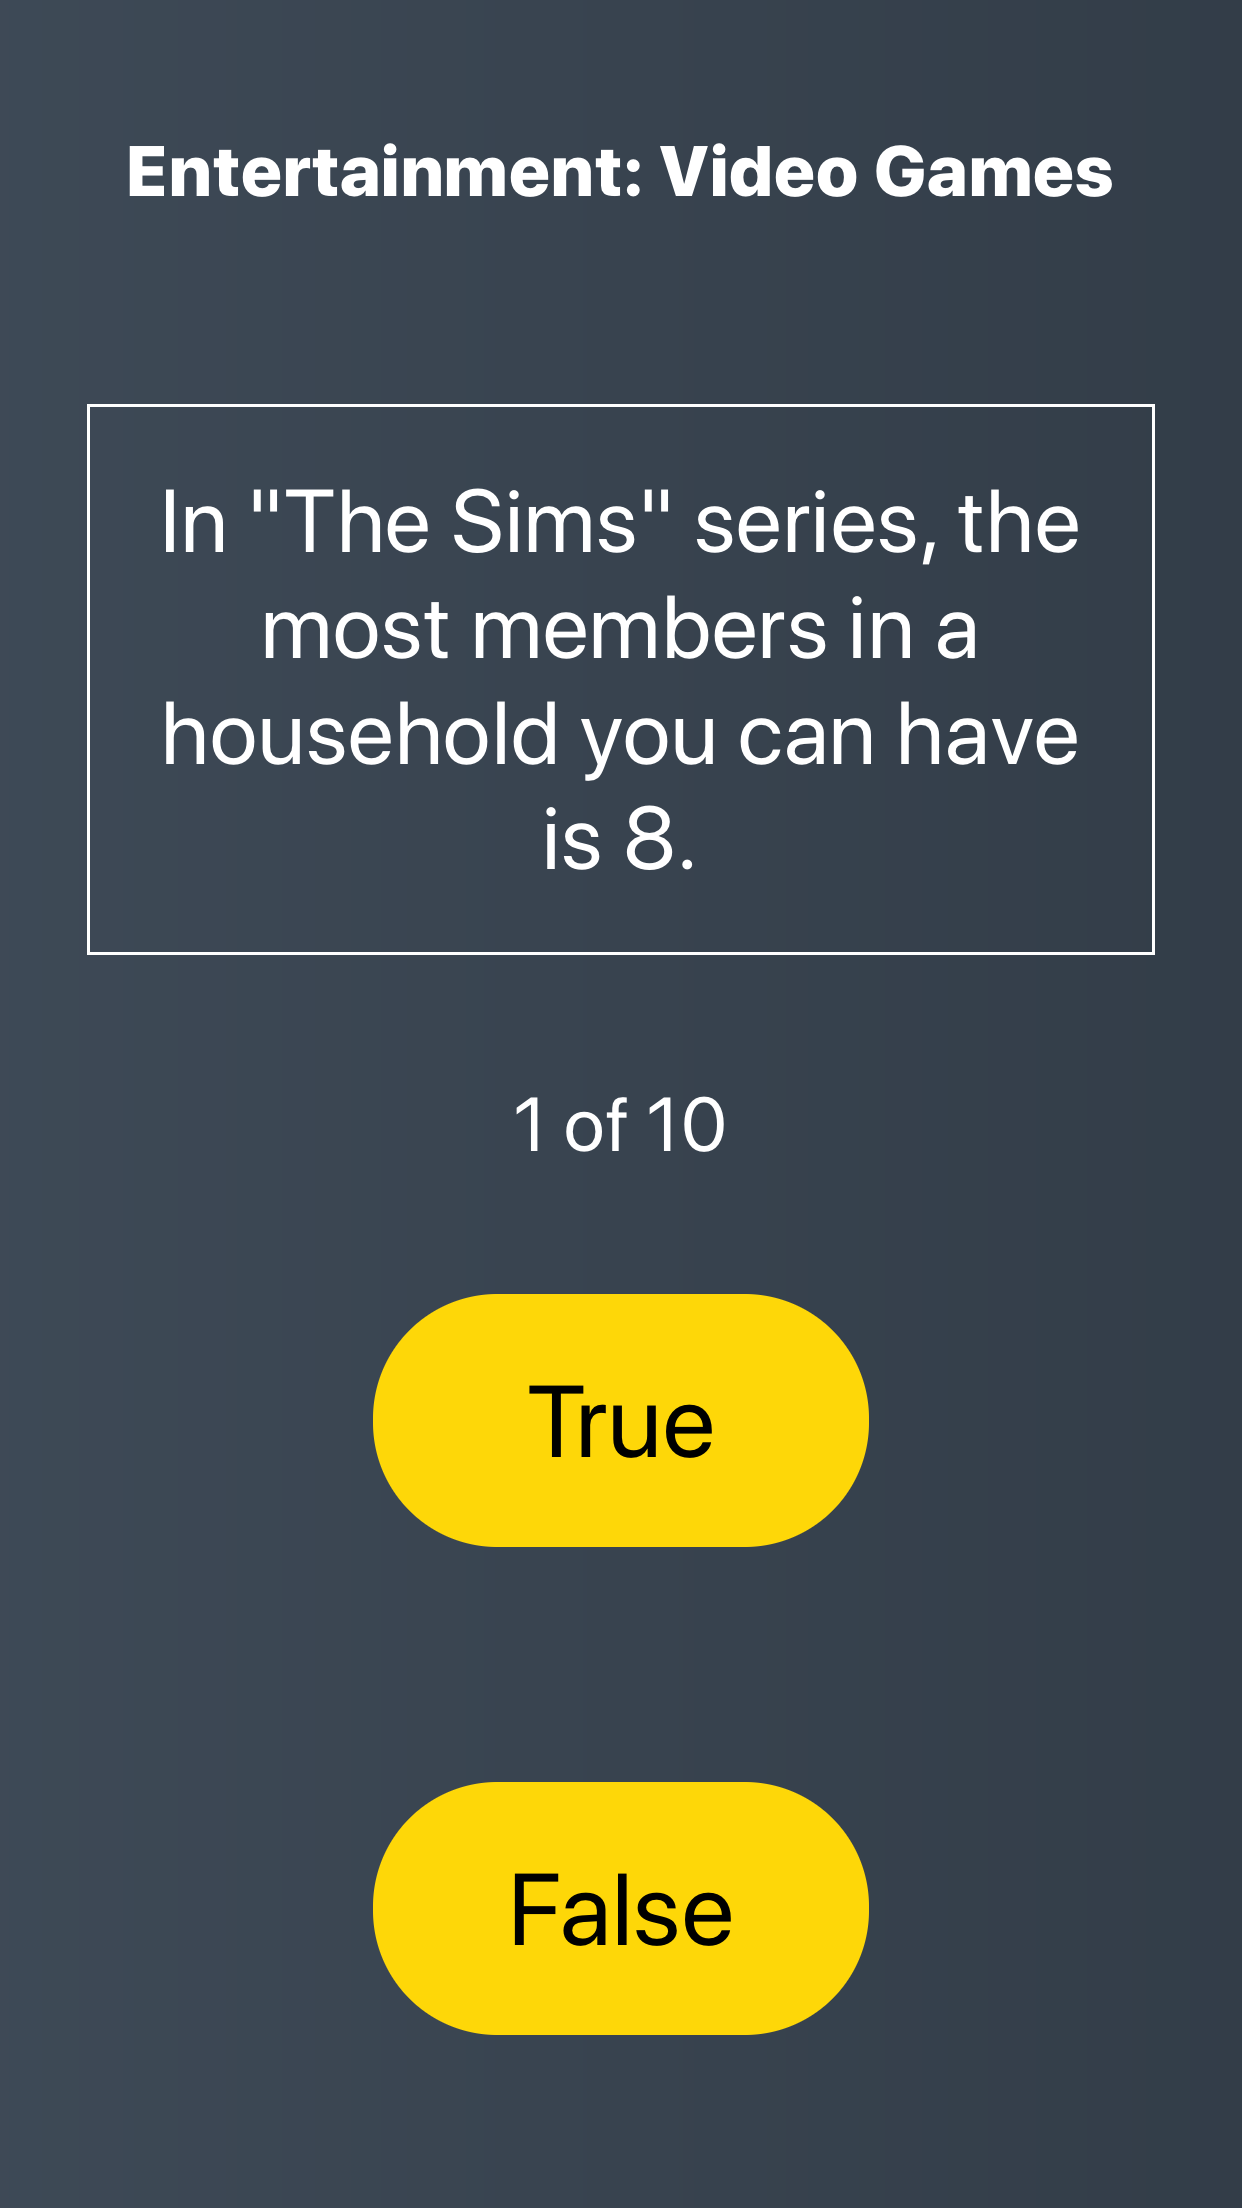 Entertainment: Video Games
In "The Sims" series, the
most members in a
household you can have
is 8.
1 of 10
True
False